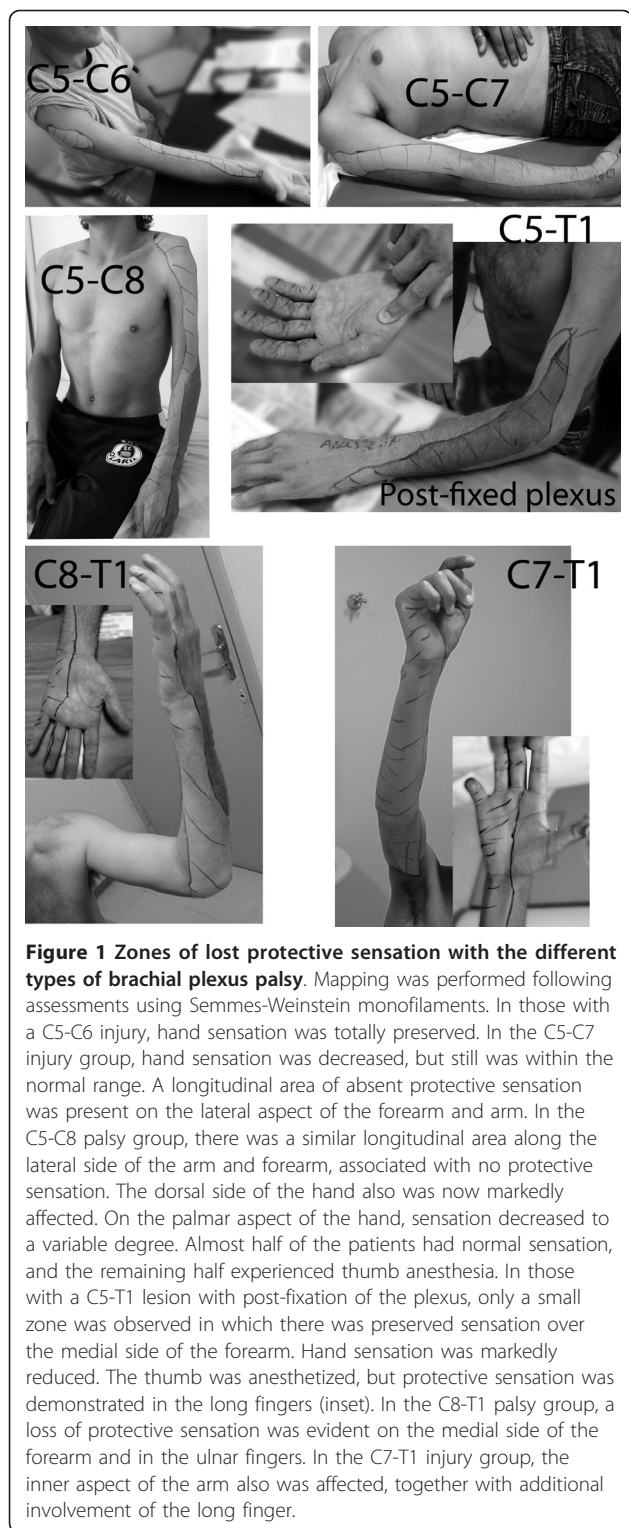 C5-C6
C5-C7
C5-C8
C5-T1
Post-fixed plexus
C8-T1
C7-T1
Figure 1 Zones of lost protective sensation with the different
types of brachial plexus palsy. Mapping was performed following
assessments using Semmes-Weinstein monofilaments. In those with
a C5-C6 injury, hand sensation was totally preserved. In the C5-C7
injury group, hand sensation was decreased, but still was within the
normal range. A longitudinal area of absent protective sensation
was present on the lateral aspect of the forearm and arm. In the
C5-C8 palsy group, there was a similar longitudinal area along the
lateral side of the arm and forearm, associated with no protective
sensation. The dorsal side of the hand also was now markedly
affected. On the palmar aspect of the hand, sensation decreased to
a variable degree. Almost half of the patients had normal sensation,
and the remaining half experienced thumb anesthesia. In those
with a C5-T1 lesion with post-fixation of the plexus, only a small
zone was observed in which there was preserved sensation over
the medial side of the forearm. Hand sensation was markedly
reduced. The thumb was anesthetized, but protective sensation was
demonstrated in the long fingers (inset). In the C8-T1 palsy group, a
loss of protective sensation was evident on the medial side of the
forearm and in the ulnar fingers. In the C7-T1 injury group, the
inner aspect of the arm also was affected, together with additional
involvement of the long finger.